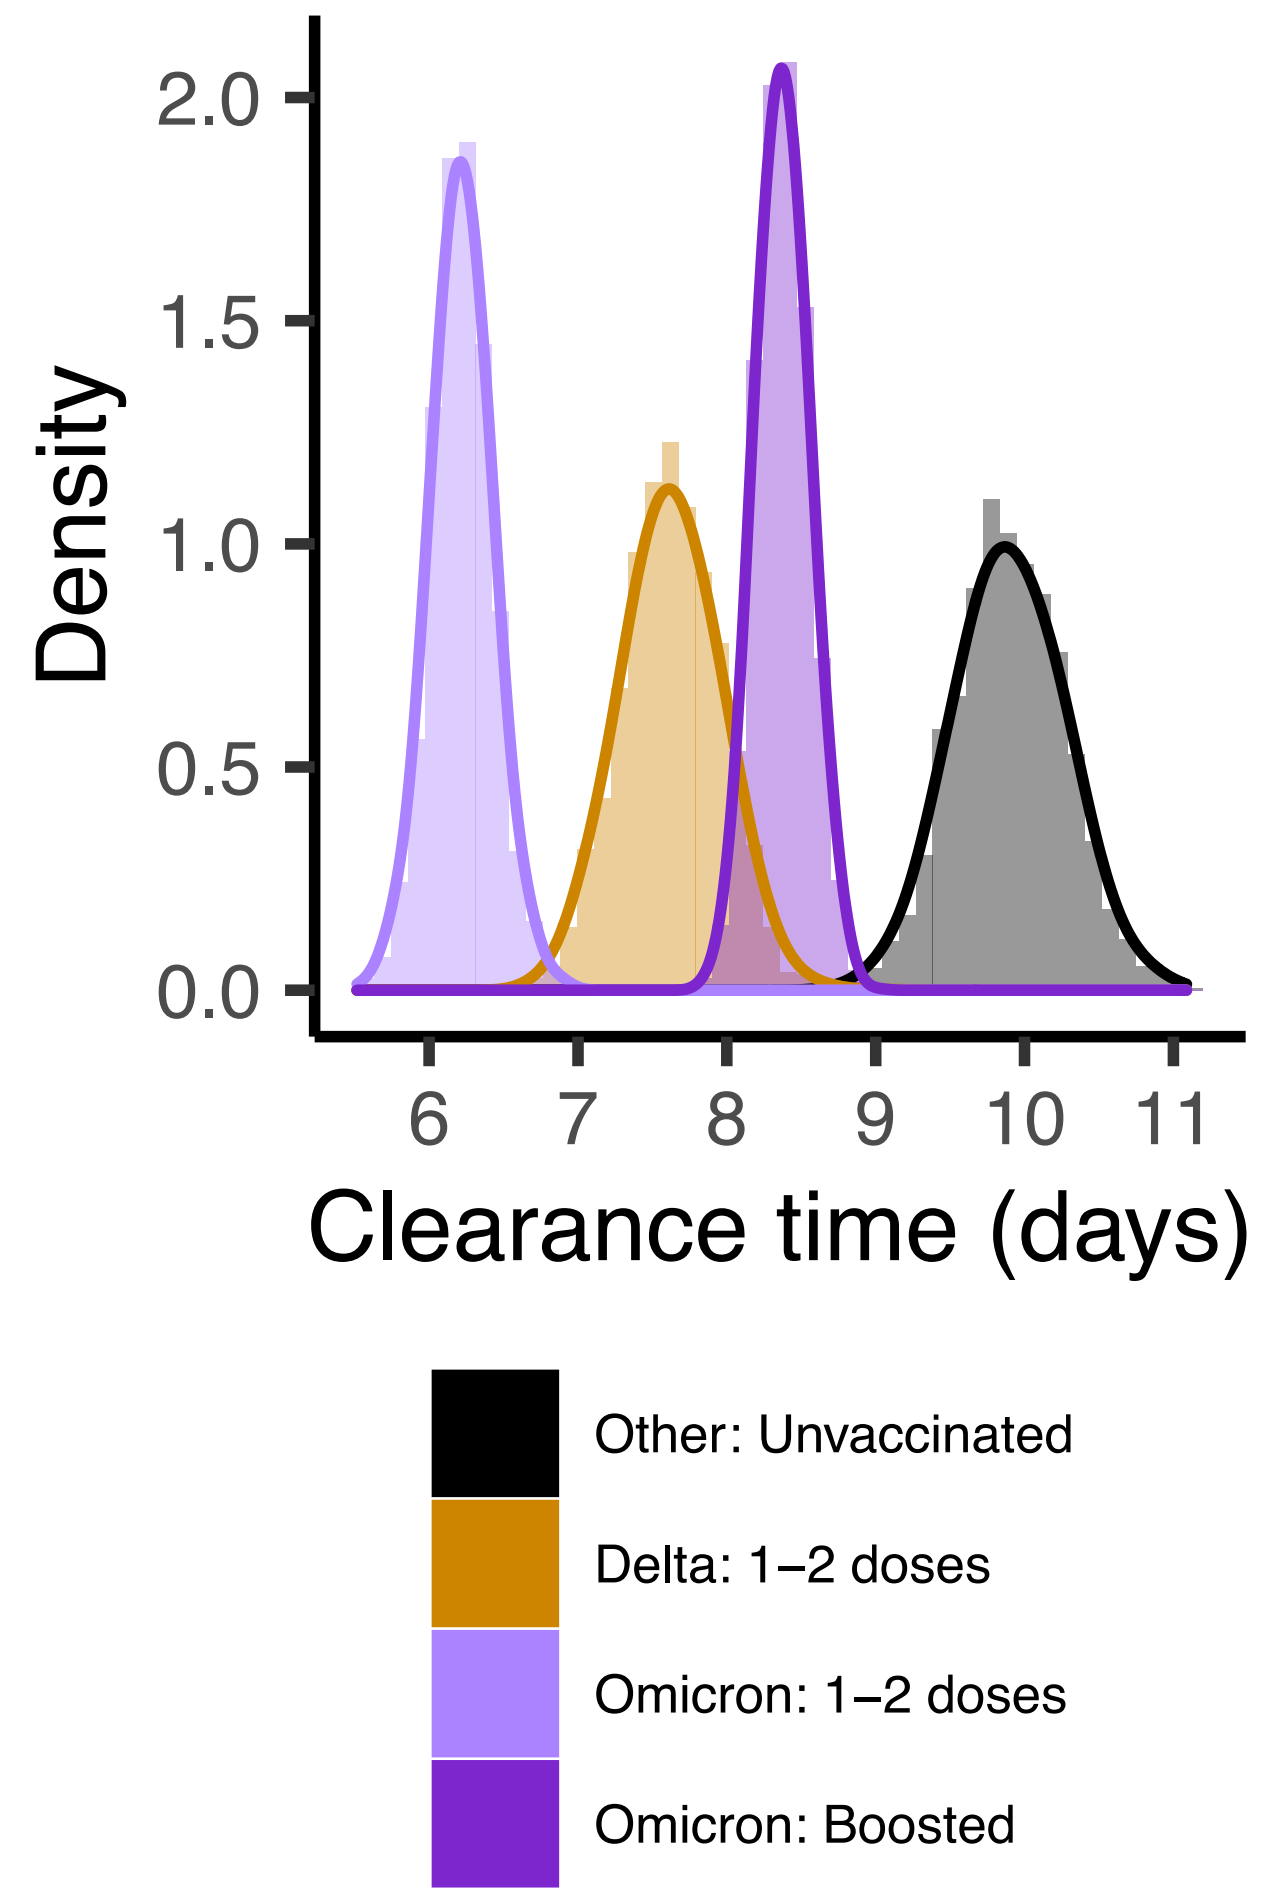 2.0
1.5
1.0
0.5
0.0
Density
6 7 8 9 10 11
Clearance time (days)
Other: Unvaccinated
Delta: 1−2 doses
Omicron: 1−2 doses
Omicron: Boosted